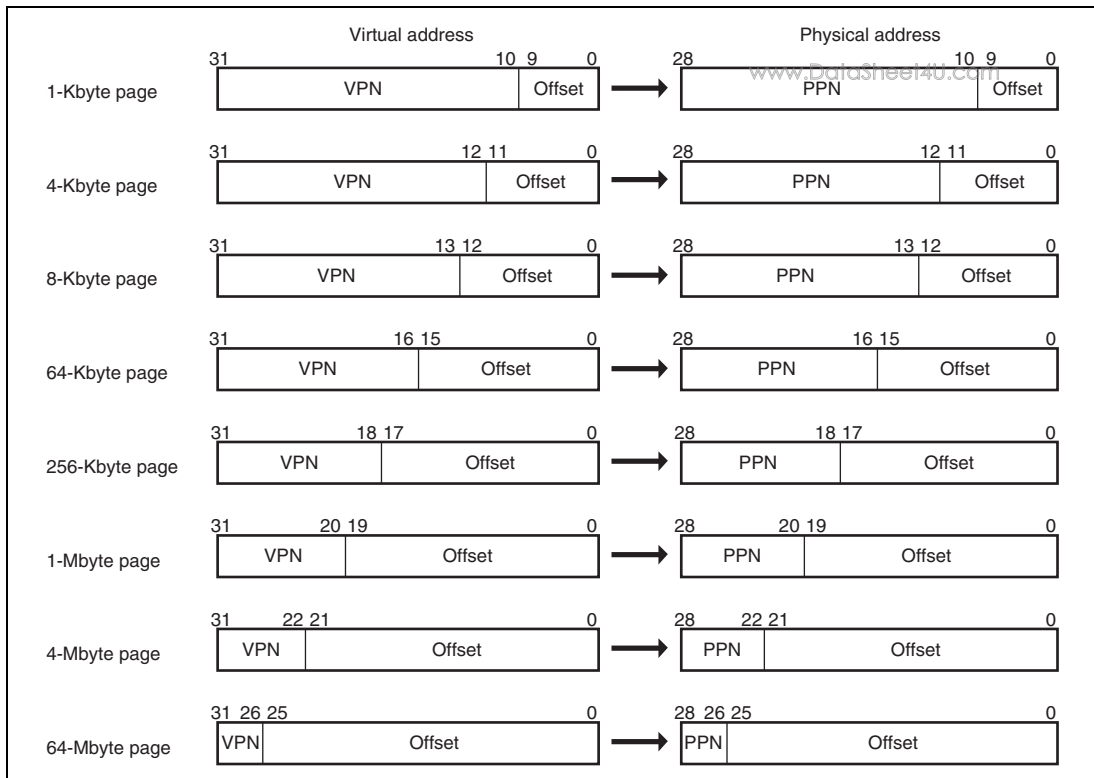 Virtual address Physical address
31 10 9 0 28 10 9 0
www.DataSheet4U.com
1-Kbyte page VPN Offset PPN Offset
31 12 11 0 28 12 11 0
4-Kbyte page VPN Offset PPN Offset
31 13 12 0 28 13 12 0
8-Kbyte page VPN Offset PPN Offset
31 16 15 0 28 16 15 0
64-Kbyte page VPN Offset PPN Offset
31 18 17 0 28 18 17 0
256-Kbyte page VPN Offset PPN Offset
31 20 19 0 28 20 19 0
1-Mbyte page VPN Offset PPN Offset
31 22 21 0 28 22 21 0
4-Mbyte page VPN Offset PPN Offset
31 26 25 0 28 26 25 0
64-Mbyte page VPN Offset PPN Offset